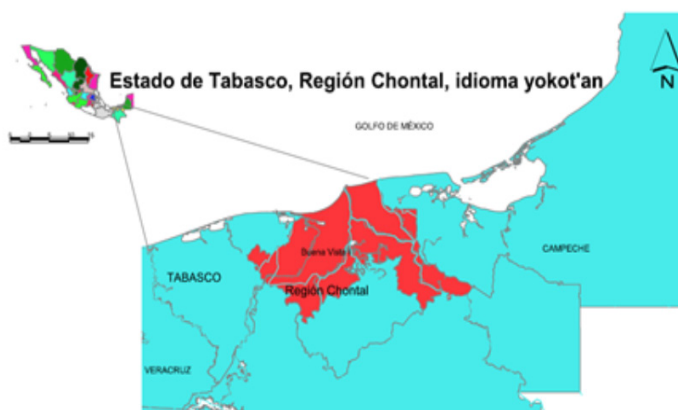 Estado de Tabasco, Región Chontal, idioma yokot'an
N
GOLFO DE MÉXICO
CAMPECHE
Buena Vista
TABASCO
Región Chontal
VERACRUZ